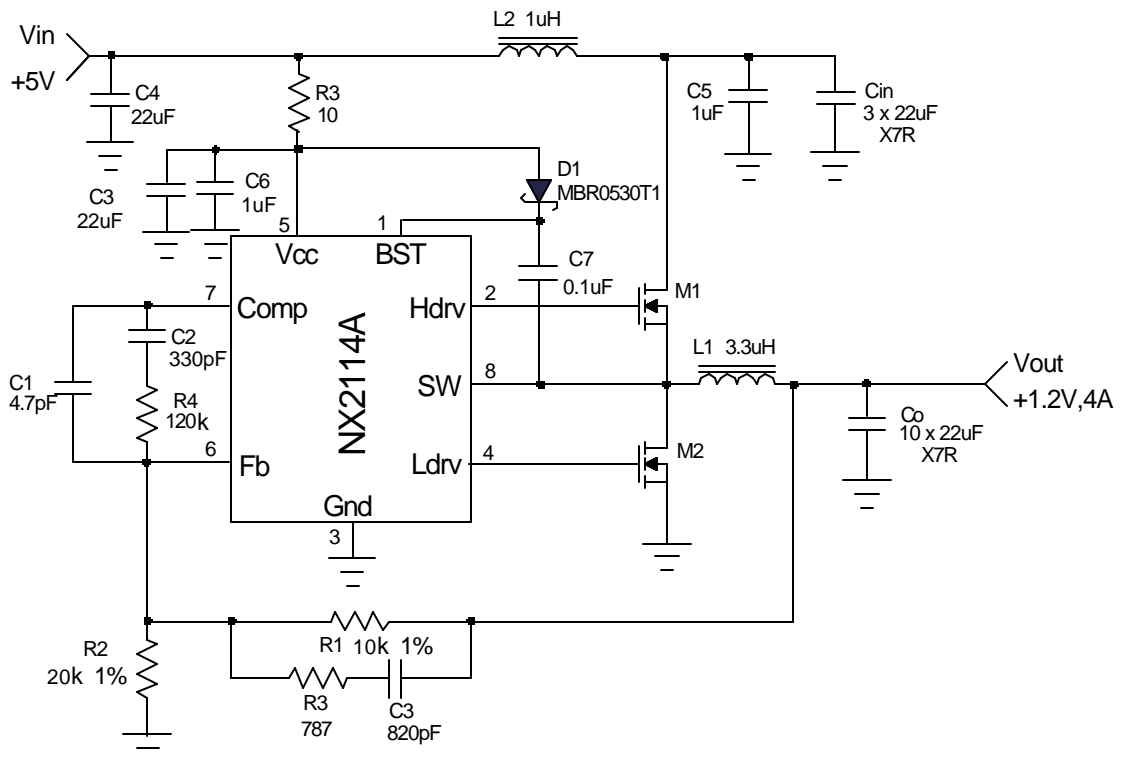 L2 1uH
Vin
+5V
C4
22uF
R3
10
C5
1uF
Cin
3 x 22uF
X7R
D1
MBR0530T1
C3
22uF
C6
1uF
5
1
Vcc
BST
C7
0.1uF
7
Comp
Hdrv
2
M1
C2
330pF
NX2114A
L1 3.3uH
Vout
+1.2V,4A
C1
4.7pF
R4
120k
SW
8
Co
10 x 22uF
X7R
6
Fb
Ldrv
4
M2
Gnd
3
R2
20k 1%
R1 10k 1%
R3
787
C3
820pF